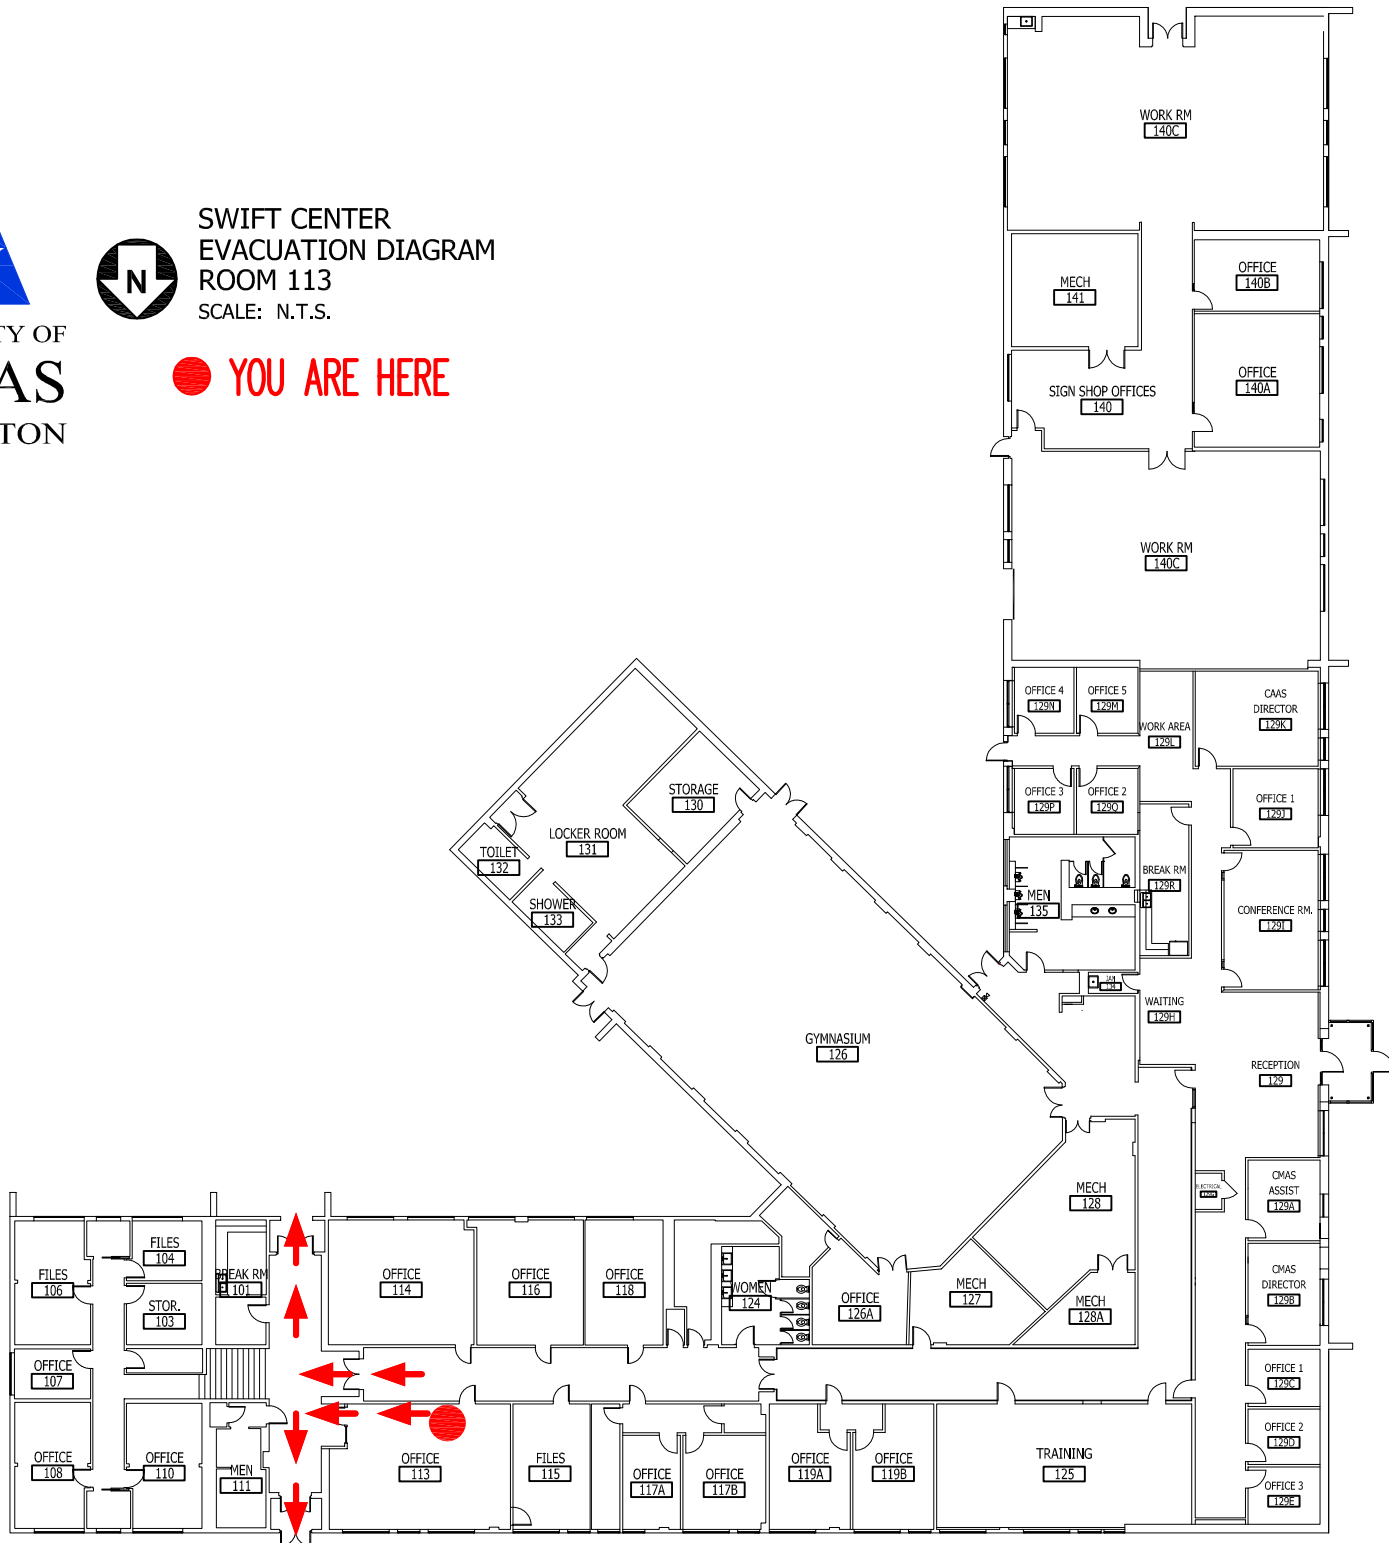 SWIFT CENTER
EVACUATION DIAGRAM
ROOM 113
SCALE: N.T.S.
N
YOU ARE HERE
TY OF
AS
TON
WORK RM
140C
MECH
141
OFFICE
140B
OFFICE
140A
SIGN SHOP OFFICES
140
WORK RM
140C
OFFICE 4
129N
OFFICE 5
129M
WORK AREA
129L
CAAS
DIRECTOR
129K
OFFICE 3
129P
OFFICE 2
129Q
OFFICE 1
129J
STORAGE
130
LOCKER ROOM
131
TOILET
132
SHOWER
133
MEN
135
BREAK RM
129R
CONFERENCE RM.
129I
JAN
134
WAITING
129H
GYMNASIUM
126
RECEPTION
129
MECH
128
ELECTRICAL
CMAS
ASSIST
129A
CMAS
DIRECTOR
129B
FILES
106
FILES
104
STOR.
103
BREAK RM
101
OFFICE
114
OFFICE
116
OFFICE
118
WOMEN
124
OFFICE
126A
MECH
127
MECH
128A
OFFICE
107
OFFICE 1
129C
OFFICE
108
OFFICE
110
MEN
111
OFFICE
113
FILES
115
OFFICE
117A
OFFICE
117B
OFFICE
119A
OFFICE
119B
TRAINING
125
OFFICE 2
129D
OFFICE 3
129E